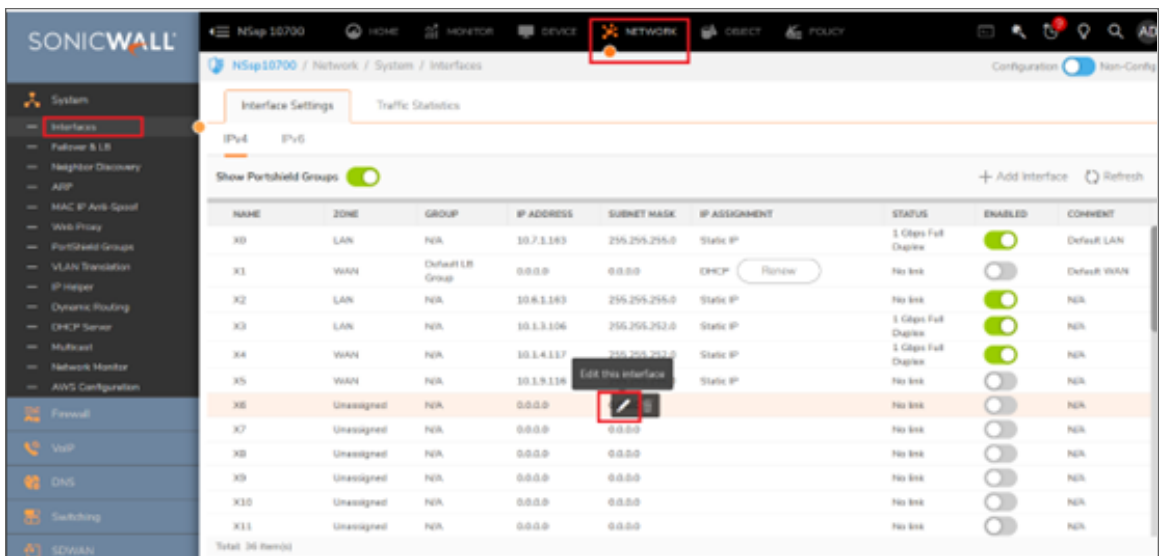 SONICWALL
NSsp 10700 HOME MONITOR DEVICE NETWORK OBJECT POLICY 2 AD
NSsp10700 / Network / System / Interfaces Configuration Non-Config
System
Interfaces
Failover & LB
Neighbor Discovery
ARP
MAC IP Anti-Spoof
Web Proxy
PortShield Groups
VLAN Translation
IP Helper
Dynamic Routing
DHCP Server
Multicast
Network Monitor
AWS Configuration
Firewall
VoIP
DNS
Switching
SDWAN
Interface Settings Traffic Statistics
IPv4 IPv6
Show Portshield Groups Add Interface Refresh
NAME ZONE GROUP IP ADDRESS SUBNET MASK IP ASSIGNMENT STATUS ENABLED COMMENT
X0 LAN N/A 10.7.1.163 255.255.255.0 Static IP 1 Gbps Full Duplex Default LAN
X1 WAN Default LB Group 0.0.0.0 0.0.0.0 DHCP Renew No link Default WAN
X2 LAN N/A 10.6.1.163 255.255.255.0 Static IP No link N/A
X3 LAN N/A 10.1.3.106 255.255.252.0 Static IP 1 Gbps Full Duplex N/A
X4 WAN N/A 10.1.4.117 255.255.252.0 Static IP 1 Gbps Full Duplex N/A
X5 WAN N/A 10.1.9.116 Static IP No link N/A
Edit this interface
X6 Unassigned N/A 0.0.0.0 No link N/A
X7 Unassigned N/A 0.0.0.0 0.0.0.0 No link N/A
X8 Unassigned N/A 0.0.0.0 0.0.0.0 No link N/A
X9 Unassigned N/A 0.0.0.0 0.0.0.0 No link N/A
X10 Unassigned N/A 0.0.0.0 0.0.0.0 No link N/A
X11 Unassigned N/A 0.0.0.0 0.0.0.0 No link N/A
Total: 36 item(s)